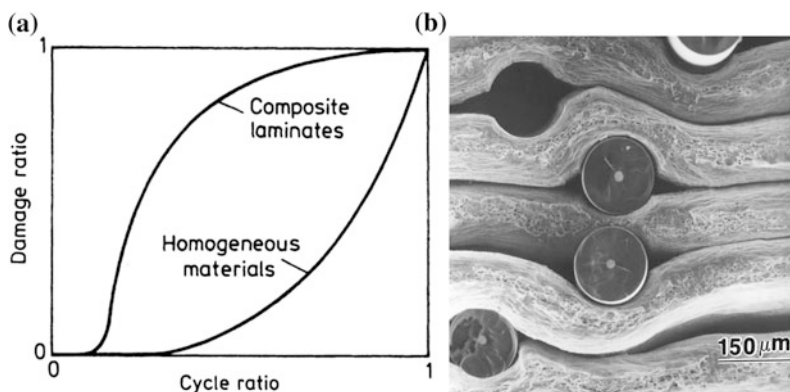 (a)
1
Damage ratio
Composite
laminates
Homogeneous
materials
0
0
Cycle ratio
1
(b)
150 μm